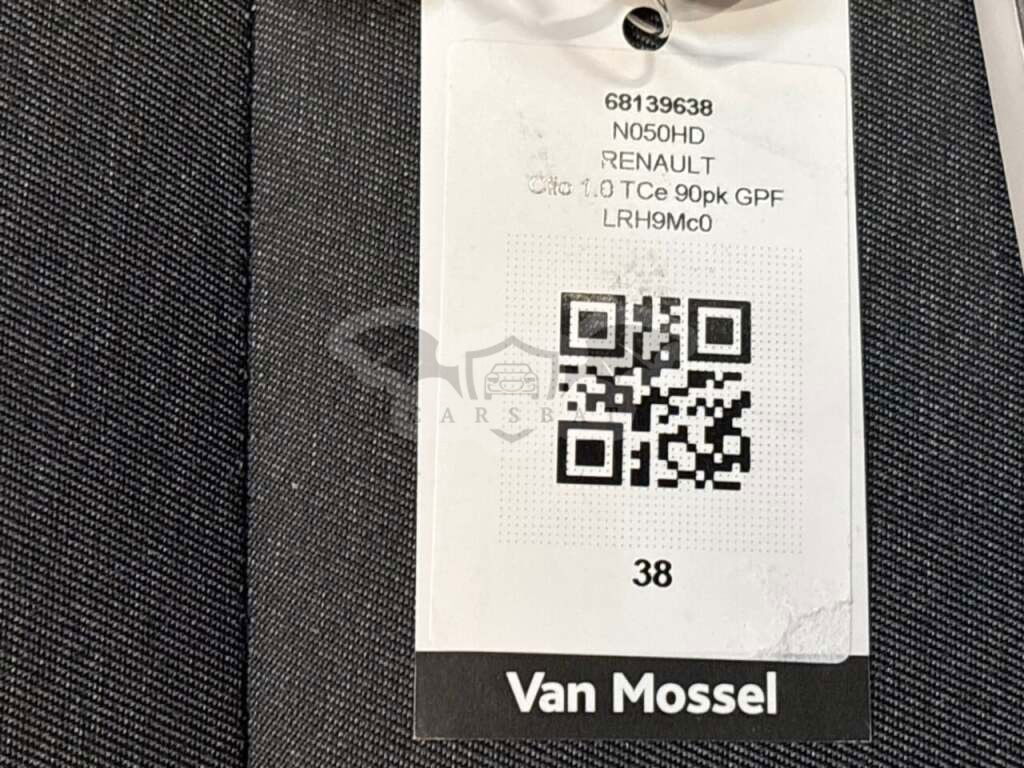 68139638
N050HD
RENAULT
Clio 1.0 TCe 90pk GPF
LRH9Mc0
38
Van Mossel